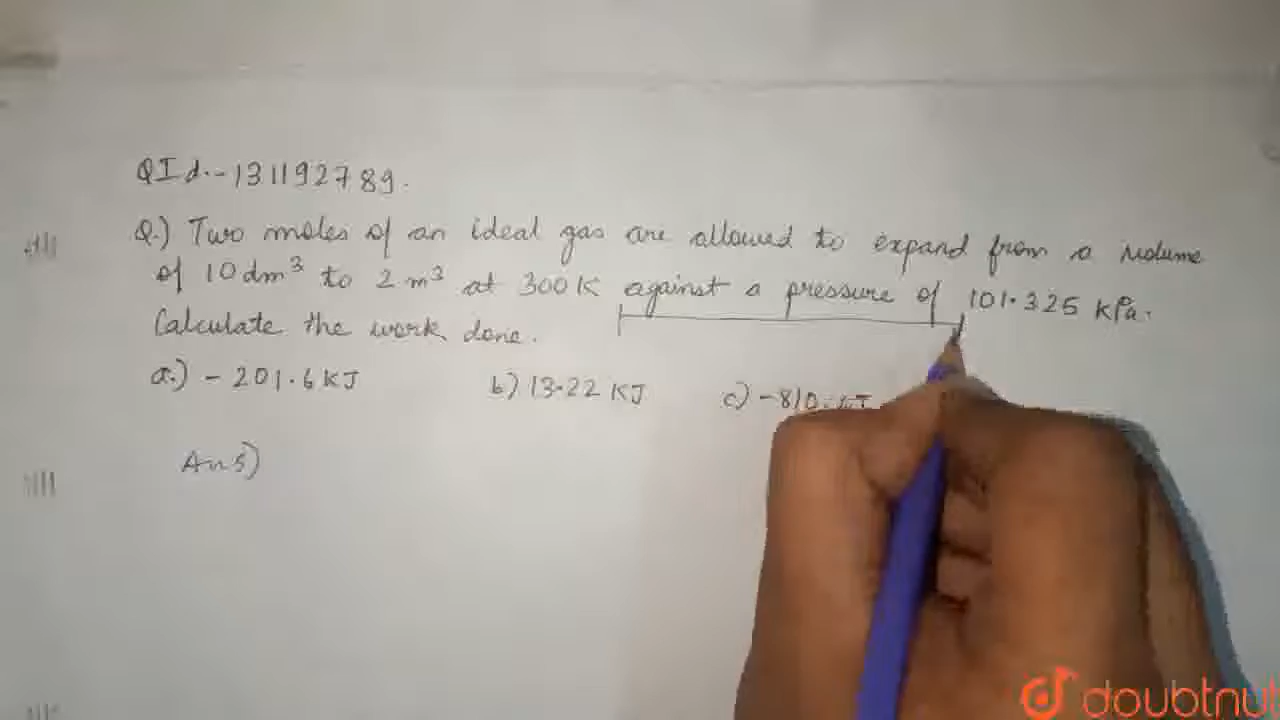 QId.-131192789.
Q.) Two moles of an ideal gas are allowed to expand from a volume
of 10 dm³ to 2 m³ at 300K against a pressure of 101.325 kPa.
Calculate the work done.
a.) - 201.6 KJ b) 13.22 KJ c) -810. KJ
Ans)
doubtnut